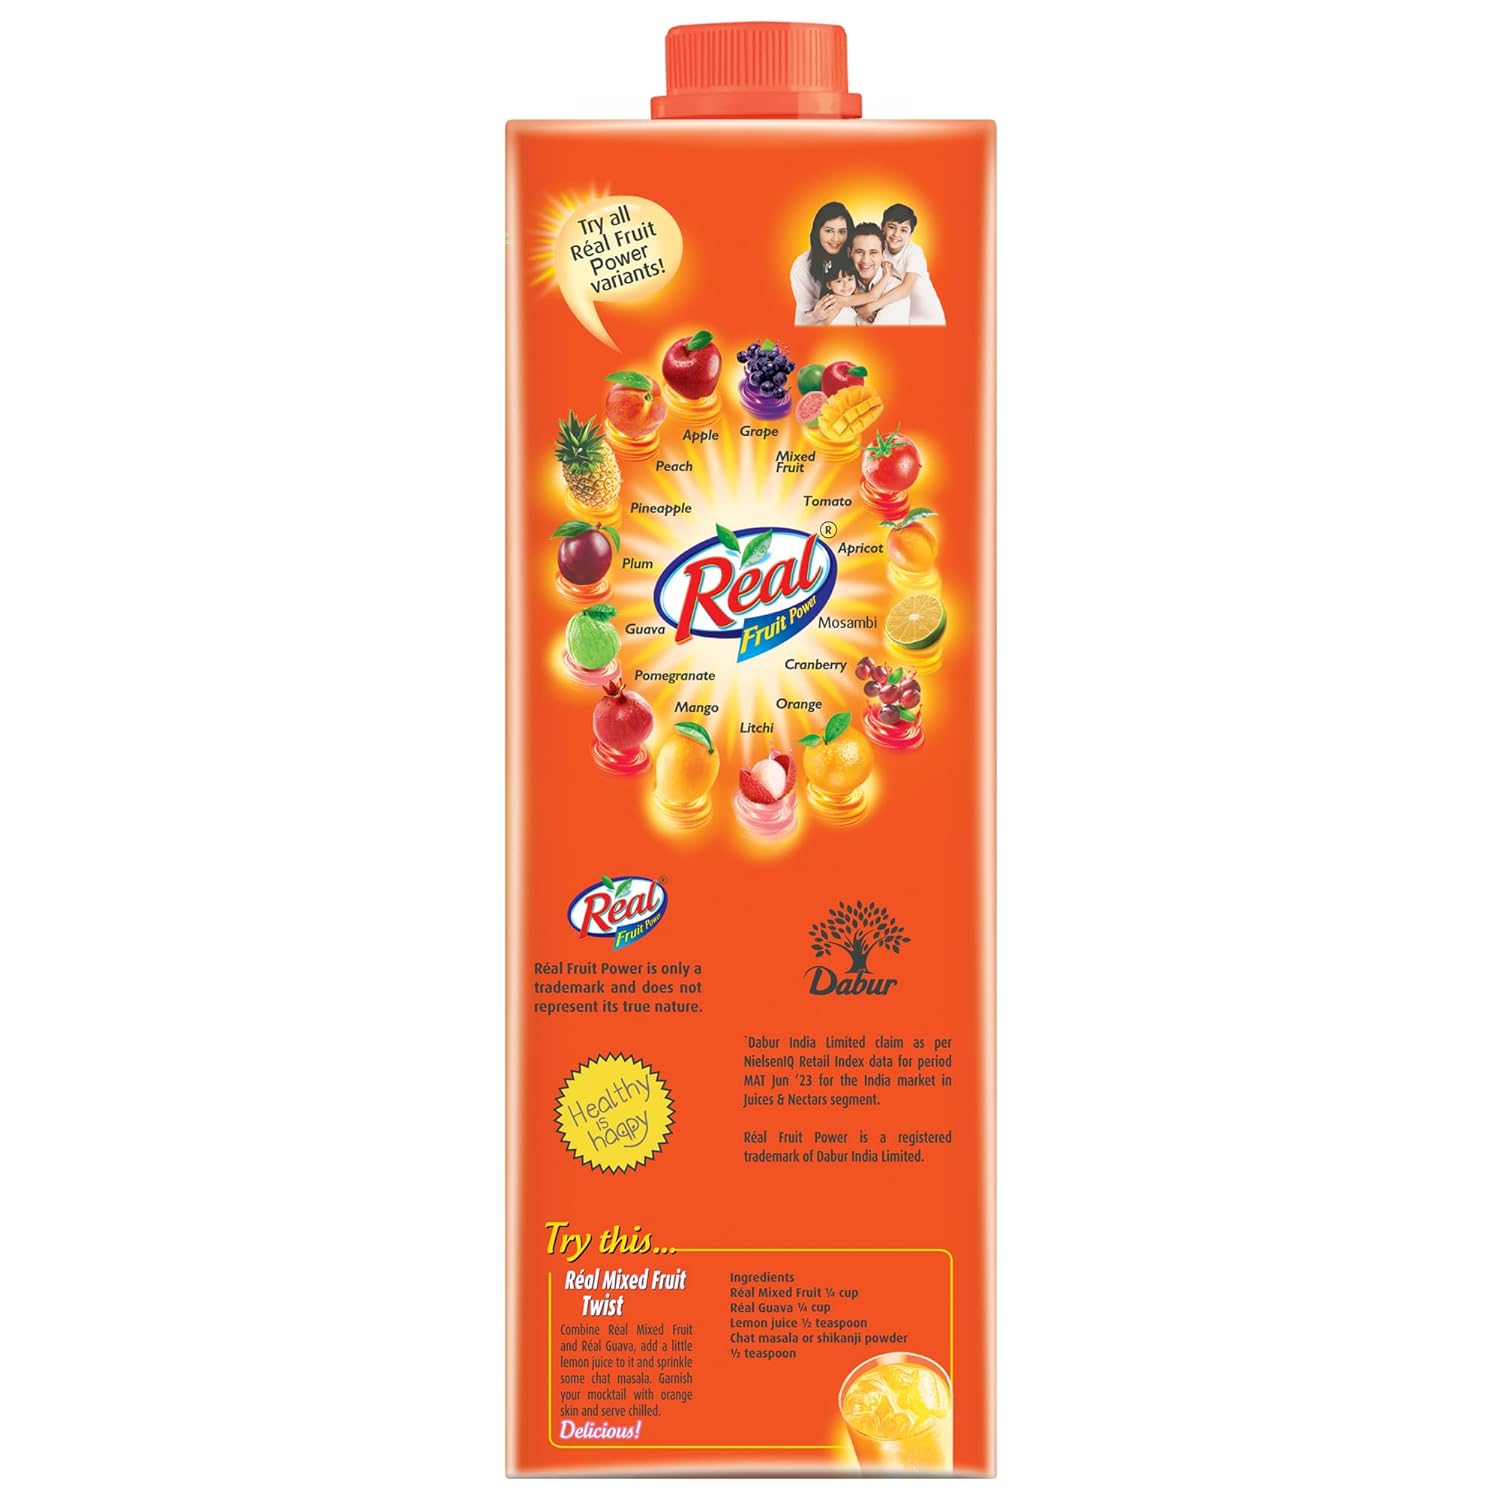 Try all
Réal Fruit
Power
variants!
Apple
Grape
Peach
Mixed
Fruit
Pineapple
Tomato
Plum
Apricot
Réal
®
Fruit Power
Mosambi
Guava
Cranberry
Pomegranate
Orange
Mango
Litchi
Réal
®
Fruit Power
Réal Fruit Power is only a
trademark and does not
represent its true nature.
Dabur
Healthy
is
happy
Dabur India Limited claim as per
NielsenIQ Retail Index data for period
MAT Jun '23 for the India market in
Juices & Nectars segment.
Réal Fruit Power is a registered
trademark of Dabur India Limited.
Try this...
Réal Mixed Fruit
Twist
Combine Réal Mixed Fruit
and Réal Guava, add a little
lemon juice to it and sprinkle
some chat masala. Garnish
your mocktail with orange
skin and serve chilled.
Delicious!
Ingredients
Réal Mixed Fruit ¼ cup
Réal Guava ¼ cup
Lemon juice ½ teaspoon
Chat masala or shikanji powder
½ teaspoon